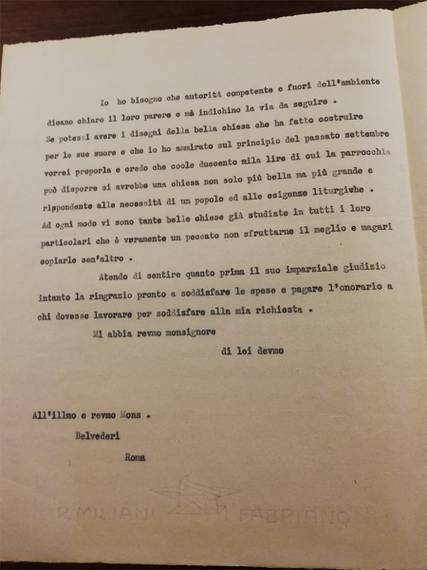 Io ho bisogno che autorità competente e fuori dell'ambiente
dicano chiaro il loro parere e mi indichino la via da seguire .
Se potessi avere i disegni della bella chiesa che ha fatto costruire
per le sue suore e che io ho ammirato sul principio del passato settembre
vorrei proporla e credo che coole duecento mila lire di cui la parrocchia
può disporre si avrebbe una chiesa non solo più bella ma più grande e
rispondente alle necessità di un popolo ed alle esigenze liturgiche .
Ad ogni modo vi sono tante belle chiese già studiate in tutti i loro
particolari che è veramente un peccato non sfruttarne il meglio e magari
copiarle sen'altro .
Atendo di sentire quanto prima il suo imparziale giudizio
intanto la ringrazio pronto a soddisfare le spese e pagare l'onorario a
chi dovesse lavorare per soddisfare alla mia richiesta .
Mi abbia revmo monsignore
di lei devmo
All'illmo e revmo Mons .
Belvederi
Roma
P. MILIANI FABRIANO